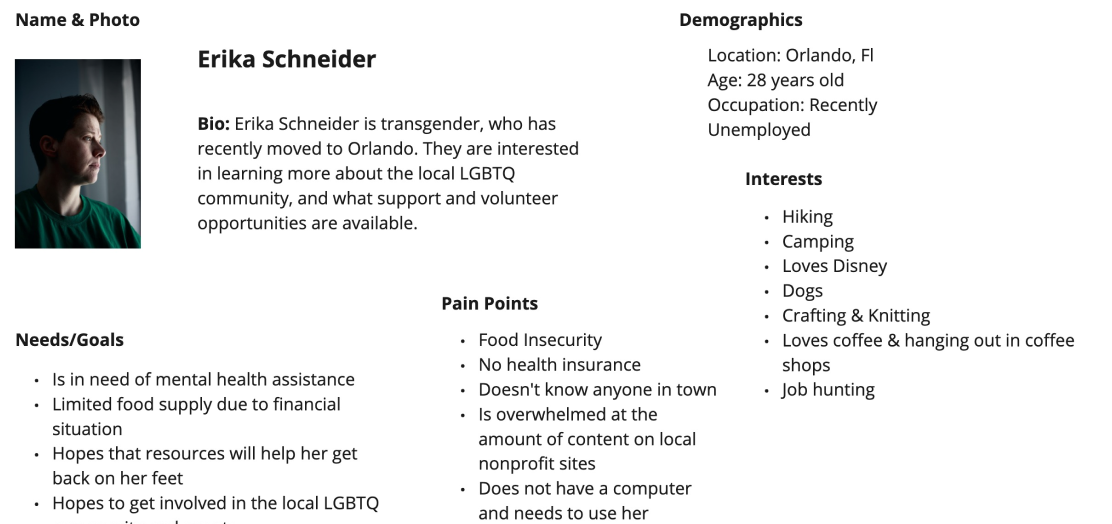 Name & Photo
Erika Schneider
Bio: Erika Schneider is transgender, who has
recently moved to Orlando. They are interested
in learning more about the local LGBTQ
community, and what support and volunteer
opportunities are available.
Demographics
Location: Orlando, Fl
Age: 28 years old
Occupation: Recently
Unemployed
Interests
• Hiking
• Camping
• Loves Disney
• Dogs
• Crafting & Knitting
• Loves coffee & hanging out in coffee
shops
• Job hunting
Needs/Goals
• Is in need of mental health assistance
• Limited food supply due to financial
situation
• Hopes that resources will help her get
back on her feet
• Hopes to get involved in the local LGBTQ
Pain Points
• Food Insecurity
• No health insurance
• Doesn't know anyone in town
• Is overwhelmed at the
amount of content on local
nonprofit sites
• Does not have a computer
and needs to use her